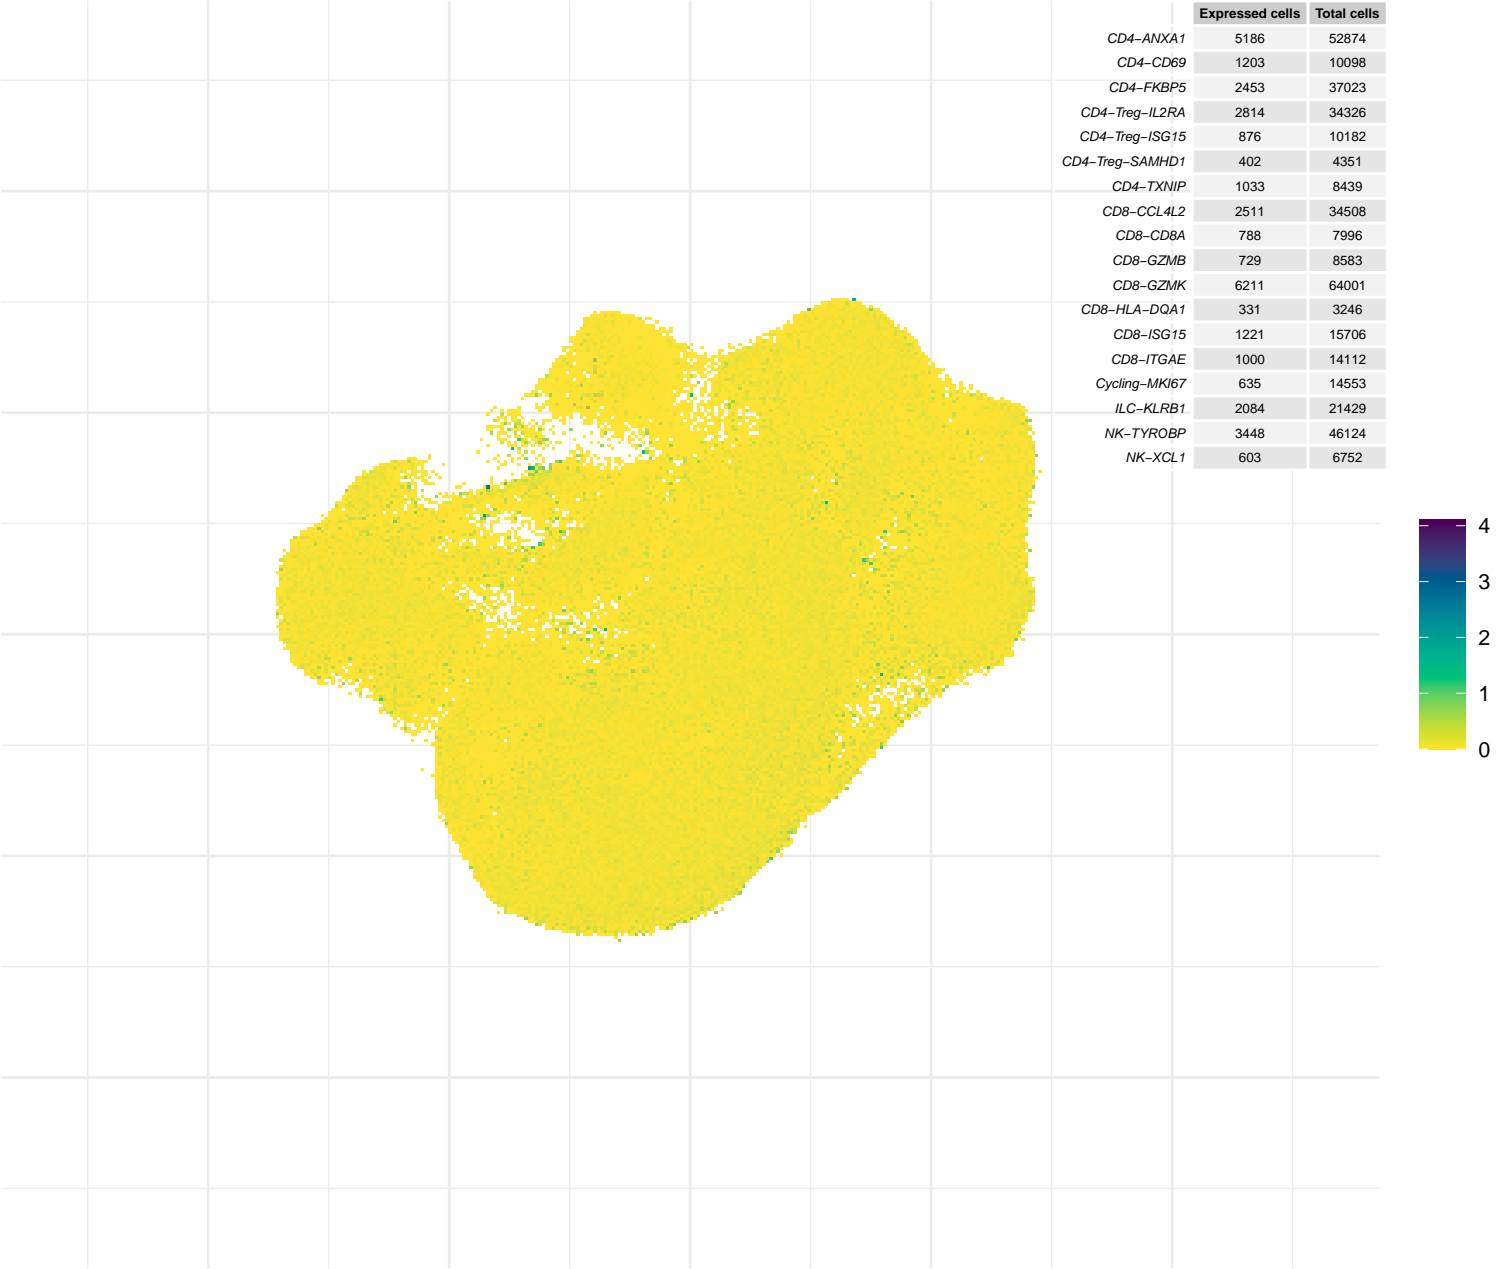 Expressed cells Total cells
CD4−ANXA1 5186 52874
CD4−CD69 1203 10098
CD4−FKBP5 2453 37023
CD4−Treg−IL2RA 2814 34326
CD4−Treg−ISG15 876 10182
CD4−Treg−SAMHD1 402 4351
CD4−TXNIP 1033 8439
CD8−CCL4L2 2511 34508
CD8−CD8A 788 7996
CD8−GZMB 729 8583
CD8−GZMK 6211 64001
CD8−HLA−DQA1 331 3246
CD8−ISG15 1221 15706
CD8−ITGAE 1000 14112
Cycling−MKI67 635 14553
ILC−KLRB1 2084 21429
NK−TYROBP 3448 46124
NK−XCL1 603 6752
4
3
2
1
0